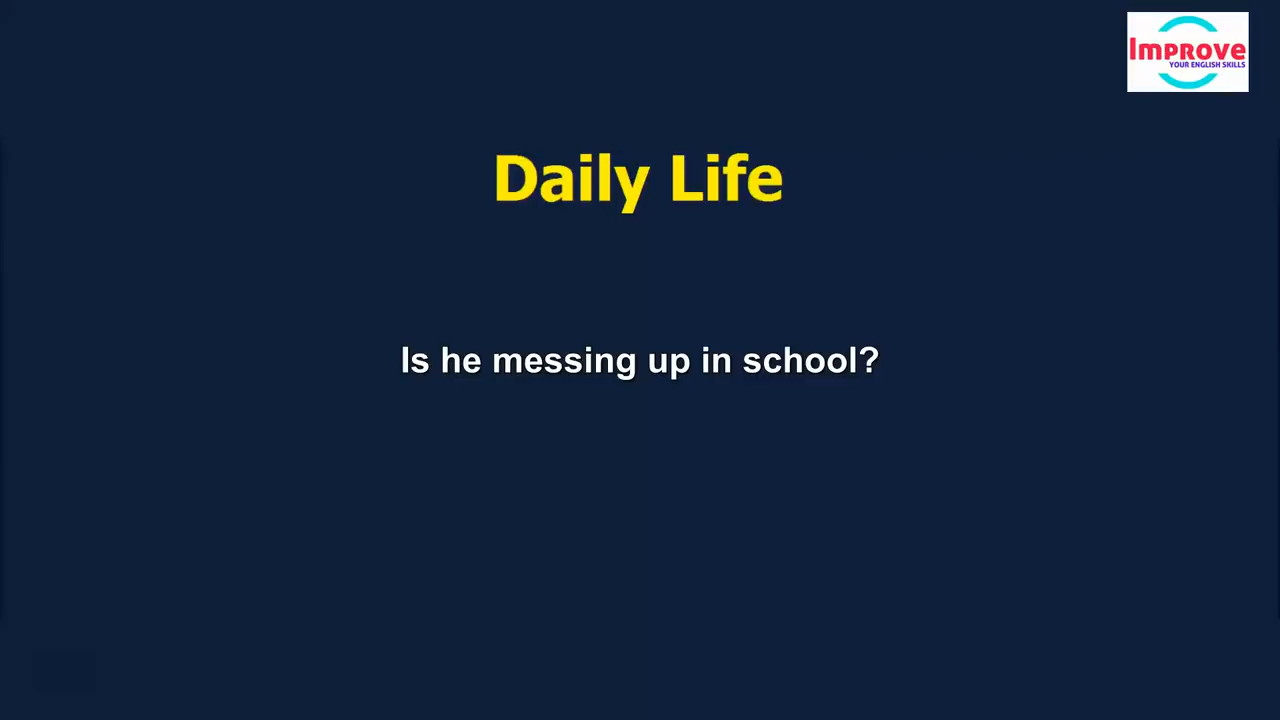 Improve
YOUR ENGLISH SKILLS
Daily Life
Is he messing up in school?